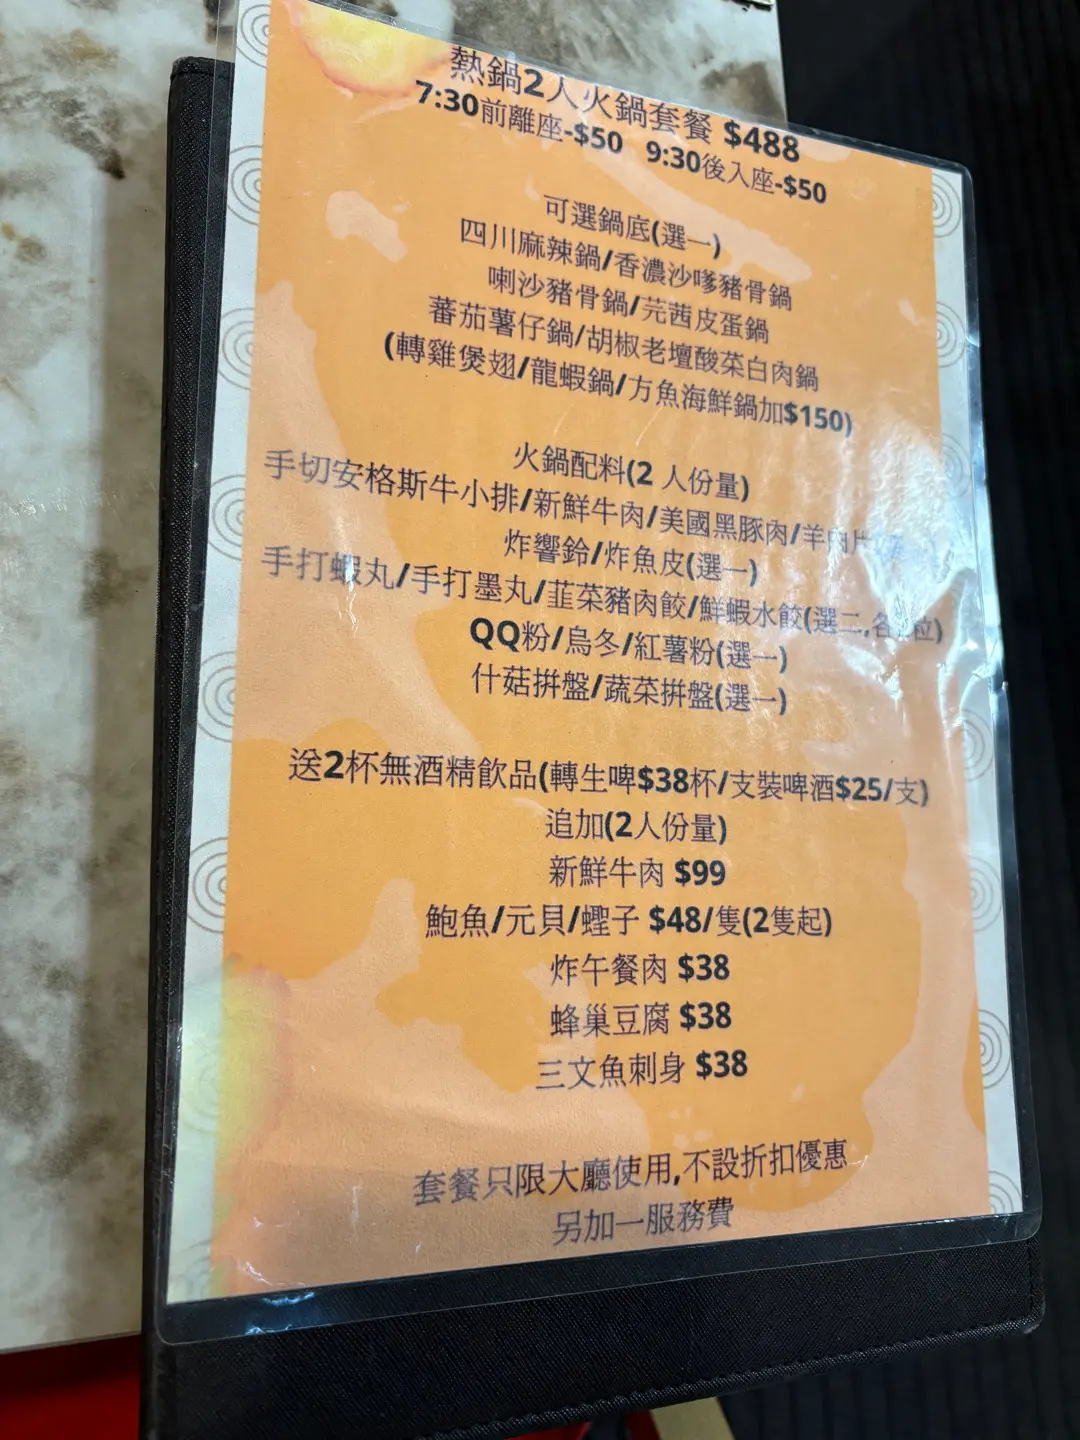 熱鍋2人火鍋套餐 $488
7:30前離座-$50 9:30後入座-$50
可選鍋底(選一)
四川麻辣鍋/香濃沙嗲豬骨鍋
喇沙豬骨鍋/芫茜皮蛋鍋
蕃茄薯仔鍋/胡椒老壇酸菜白肉鍋
(轉雞煲翅/龍蝦鍋/方魚海鮮鍋加$150)
火鍋配料(2 人份量)
手切安格斯牛小排/新鮮牛肉/美國黑豚肉/羊肉片
炸響鈴/炸魚皮(選一)
手打蝦丸/手打墨丸/韮菜豬肉餃/鮮蝦水餃(選二,各粒)
QQ粉/烏冬/紅薯粉(選一)
什菇拼盤/蔬菜拼盤(選一)
送2杯無酒精飲品(轉生啤$38杯/支裝啤酒$25/支)
追加(2人份量)
新鮮牛肉 $99
鮑魚/元貝/蟶子 $48/隻(2隻起)
炸午餐肉 $38
蜂巢豆腐 $38
三文魚刺身 $38
套餐只限大廳使用,不設折扣優惠
另加一服務費